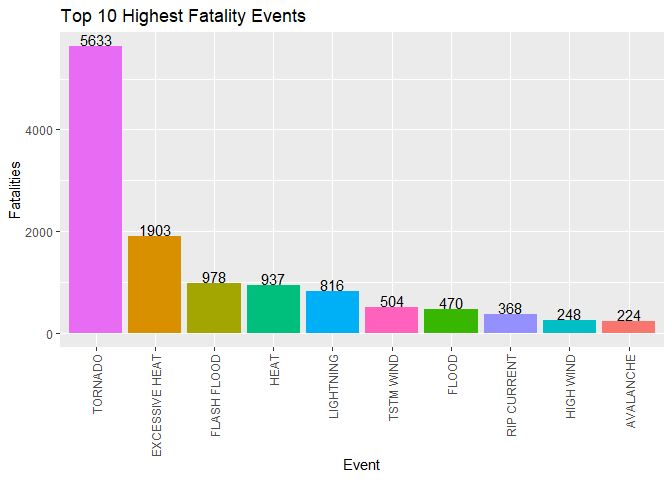 Top 10 Highest Fatality Events
5633
1903
978
937
816
504
470
368
248
224
4000
2000
0
Fatalities
TORNADO
EXCESSIVE HEAT
FLASH FLOOD
HEAT
LIGHTNING
TSTM WIND
FLOOD
RIP CURRENT
HIGH WIND
AVALANCHE
Event